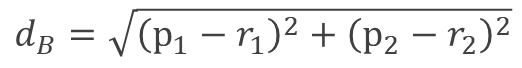 d_B = √((p₁ − r₁)² + (p₂ − r₂)²)